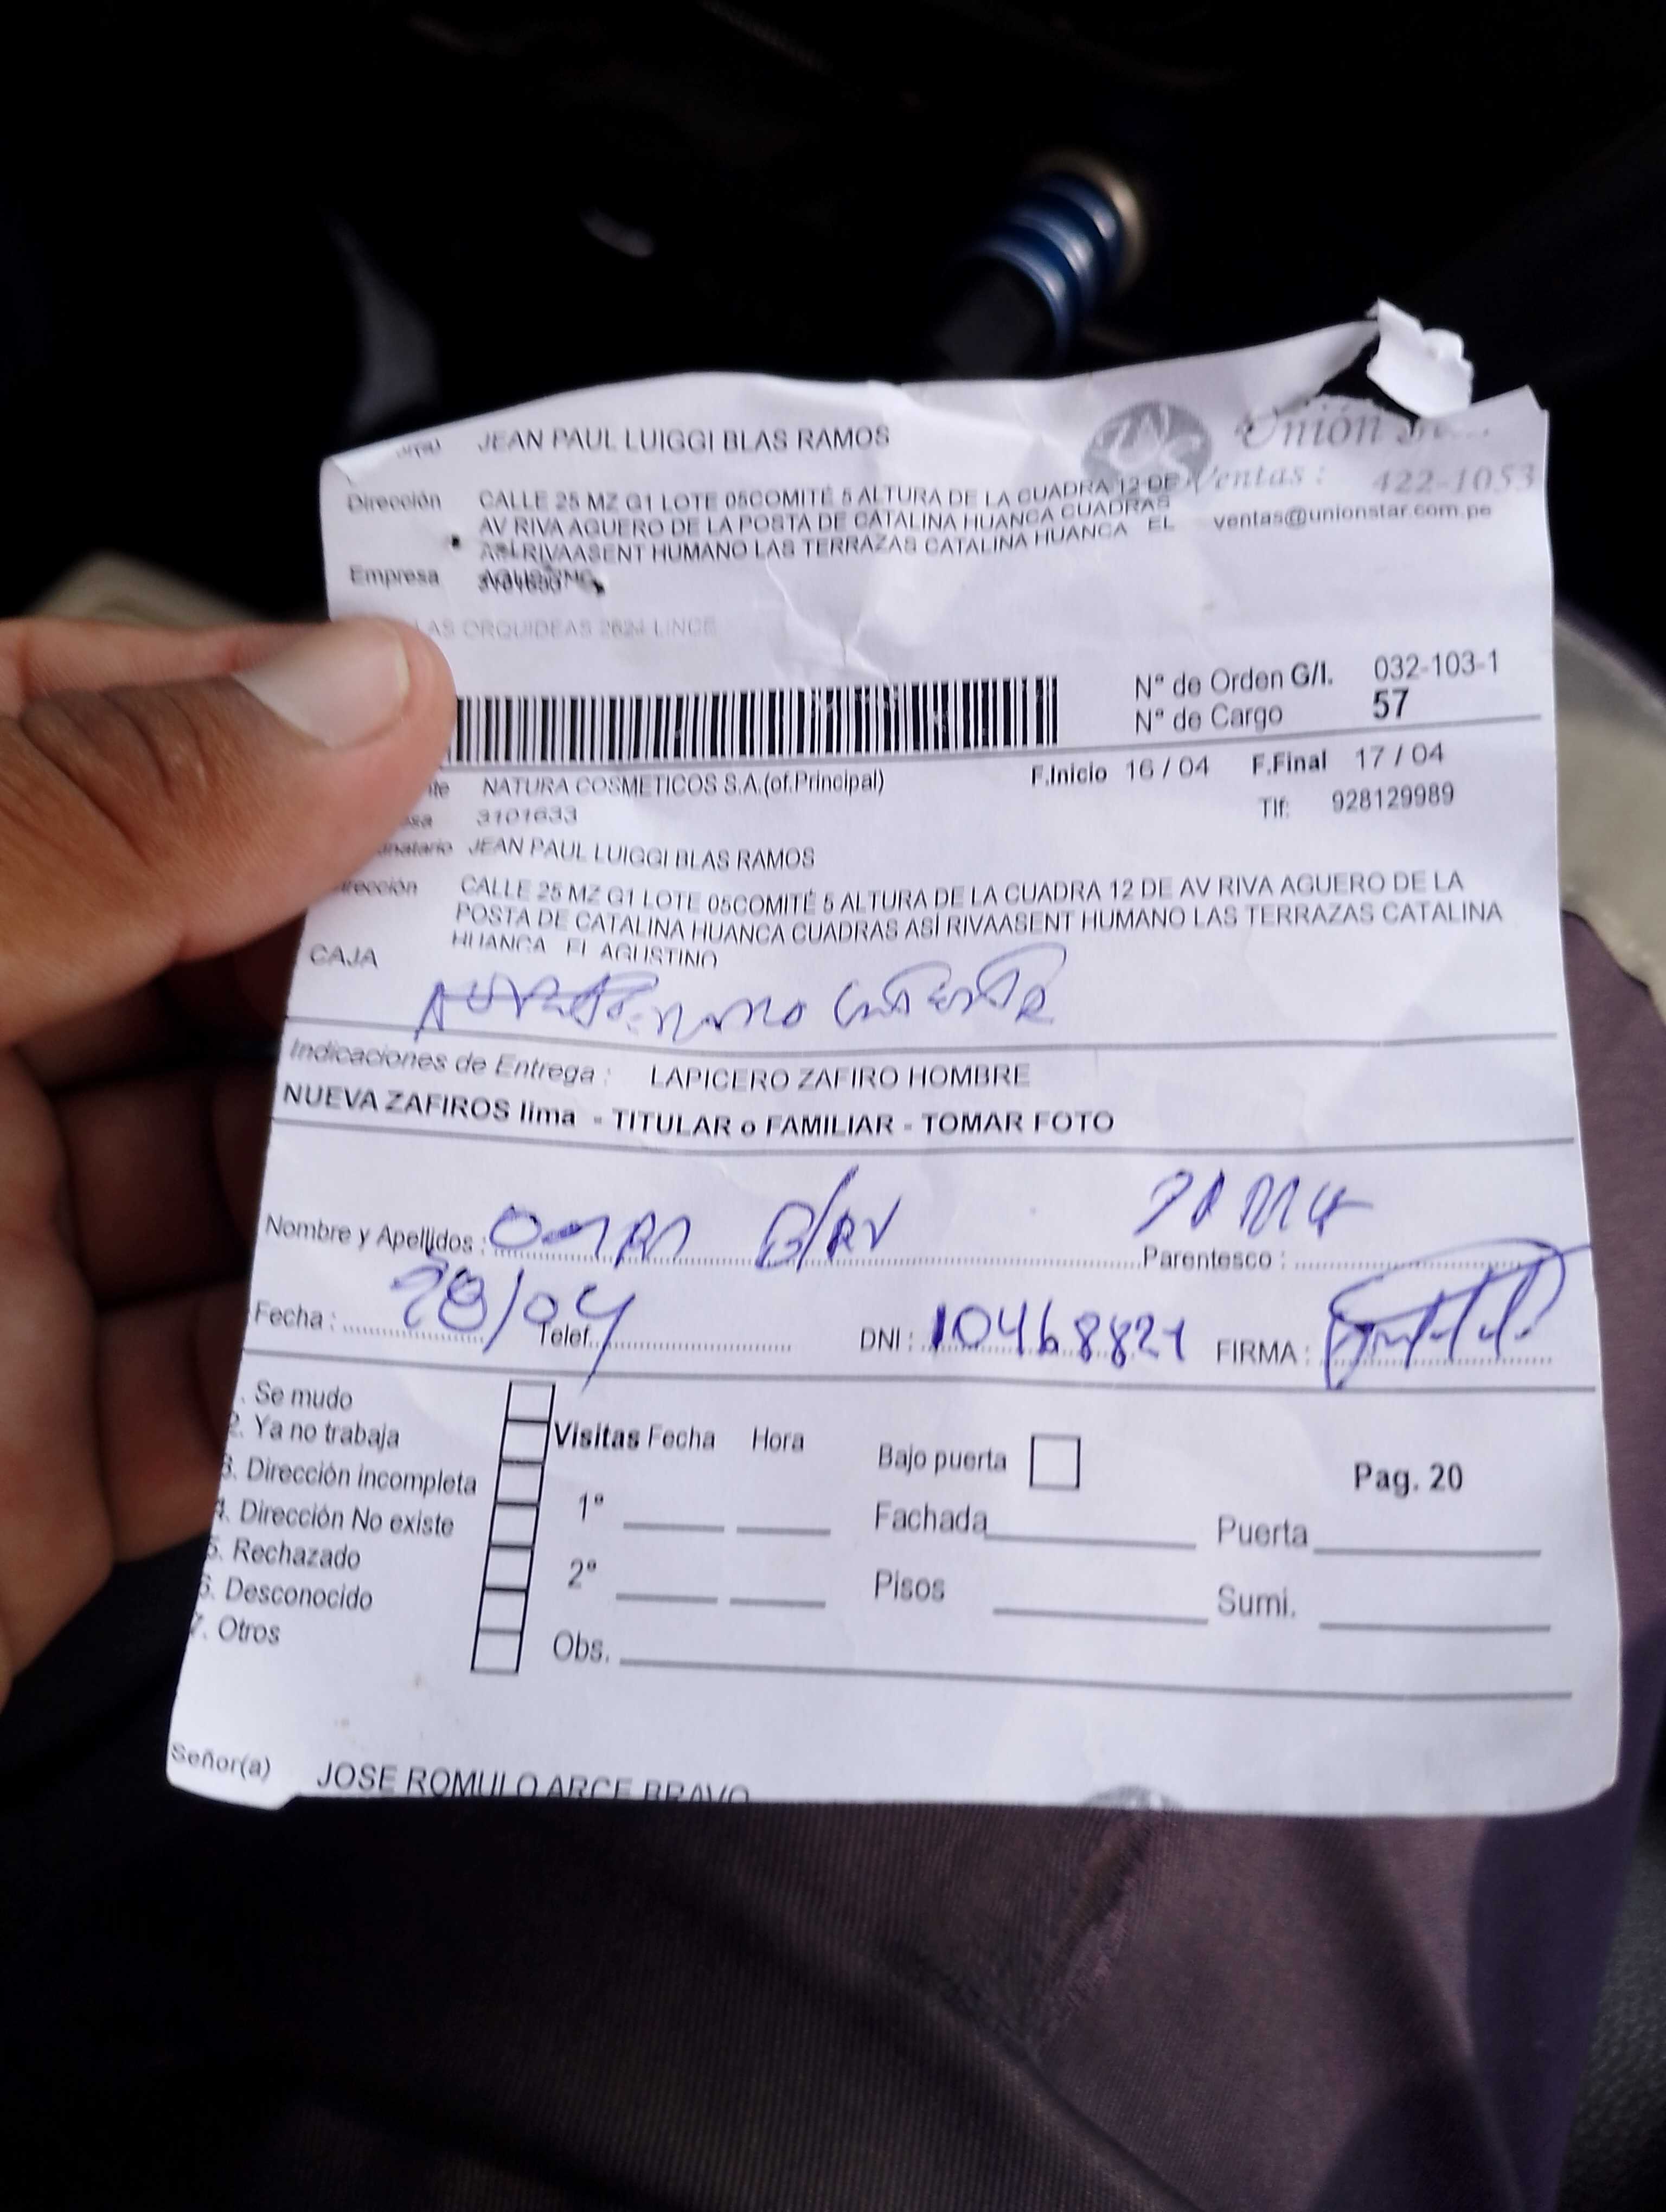 JEAN PAUL LUIGGI BLAS RAMOS
Unión
Ventas : 422-1053
ventas@unionstar.com.pe
Dirección CALLE 25 MZ G1 LOTE 05COMITÉ 5 ALTURA DE LA CUADRA 12 DE
AV RIVA AGUERO DE LA POSTA DE CATALINA HUANCA CUADRAS
ASÍ RIVAASENT HUMANO LAS TERRAZAS CATALINA HUANCA EL
Empresa AGUSTINO
LAS ORQUIDEAS 2624 LINCE
N° de Orden G/I. 032-103-1
N° de Cargo 57
NATURA COSMETICOS S.A.(of.Principal) F.Inicio 16 / 04 F.Final 17 / 04
3101633 Tlf: 928129989
JEAN PAUL LUIGGI BLAS RAMOS
CALLE 25 MZ G1 LOTE 05COMITÉ 5 ALTURA DE LA CUADRA 12 DE AV RIVA AGUERO DE LA
POSTA DE CATALINA HUANCA CUADRAS ASÍ RIVAASENT HUMANO LAS TERRAZAS CATALINA
HUANCA EL AGUSTINO
CAJA
Indicaciones de Entrega : LAPICERO ZAFIRO HOMBRE
NUEVA ZAFIROS lima - TITULAR o FAMILIAR - TOMAR FOTO
Nombre y Apellidos : Parentesco :
Fecha : 28/04 Telef. DNI : 10468821 FIRMA :
. Se mudo
2. Ya no trabaja
3. Dirección incompleta
4. Dirección No existe
5. Rechazado
6. Desconocido
7. Otros
Visitas Fecha Hora
1°
2°
Obs.
Bajo puerta
Pag. 20
Fachada Puerta
Pisos Sumi.
Señor(a) JOSE ROMULO ARCE BRAVO